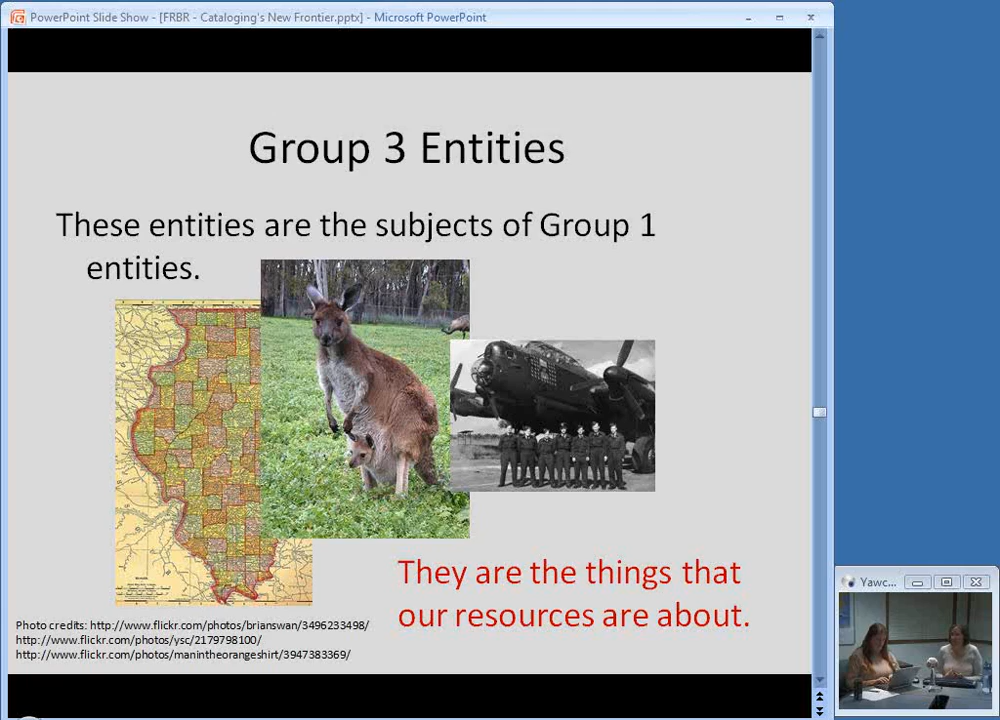 PowerPoint Slide Show - [FRBR - Cataloging's New Frontier.pptx] - Microsoft PowerPoint
Group 3 Entities
These entities are the subjects of Group 1
entities.
They are the things that
our resources are about.
Photo credits: http://www.flickr.com/photos/brianswan/3496233498/
http://www.flickr.com/photos/ysc/2179798100/
http://www.flickr.com/photos/manintheorangeshirt/3947383369/
Yawc...